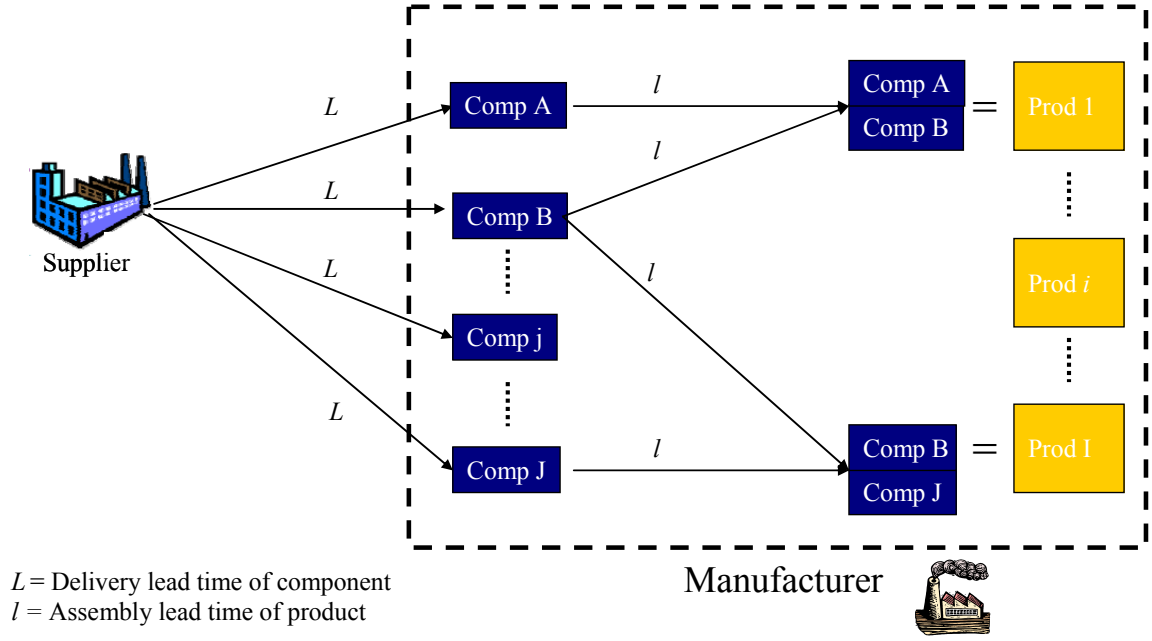 L
Comp A
l
Comp A
Comp B
=
Prod 1
l
L
Comp B
Supplier
L
l
Prod i
Comp j
L
Comp J
l
Comp B
Comp J
=
Prod I
L = Delivery lead time of component
l = Assembly lead time of product
Manufacturer